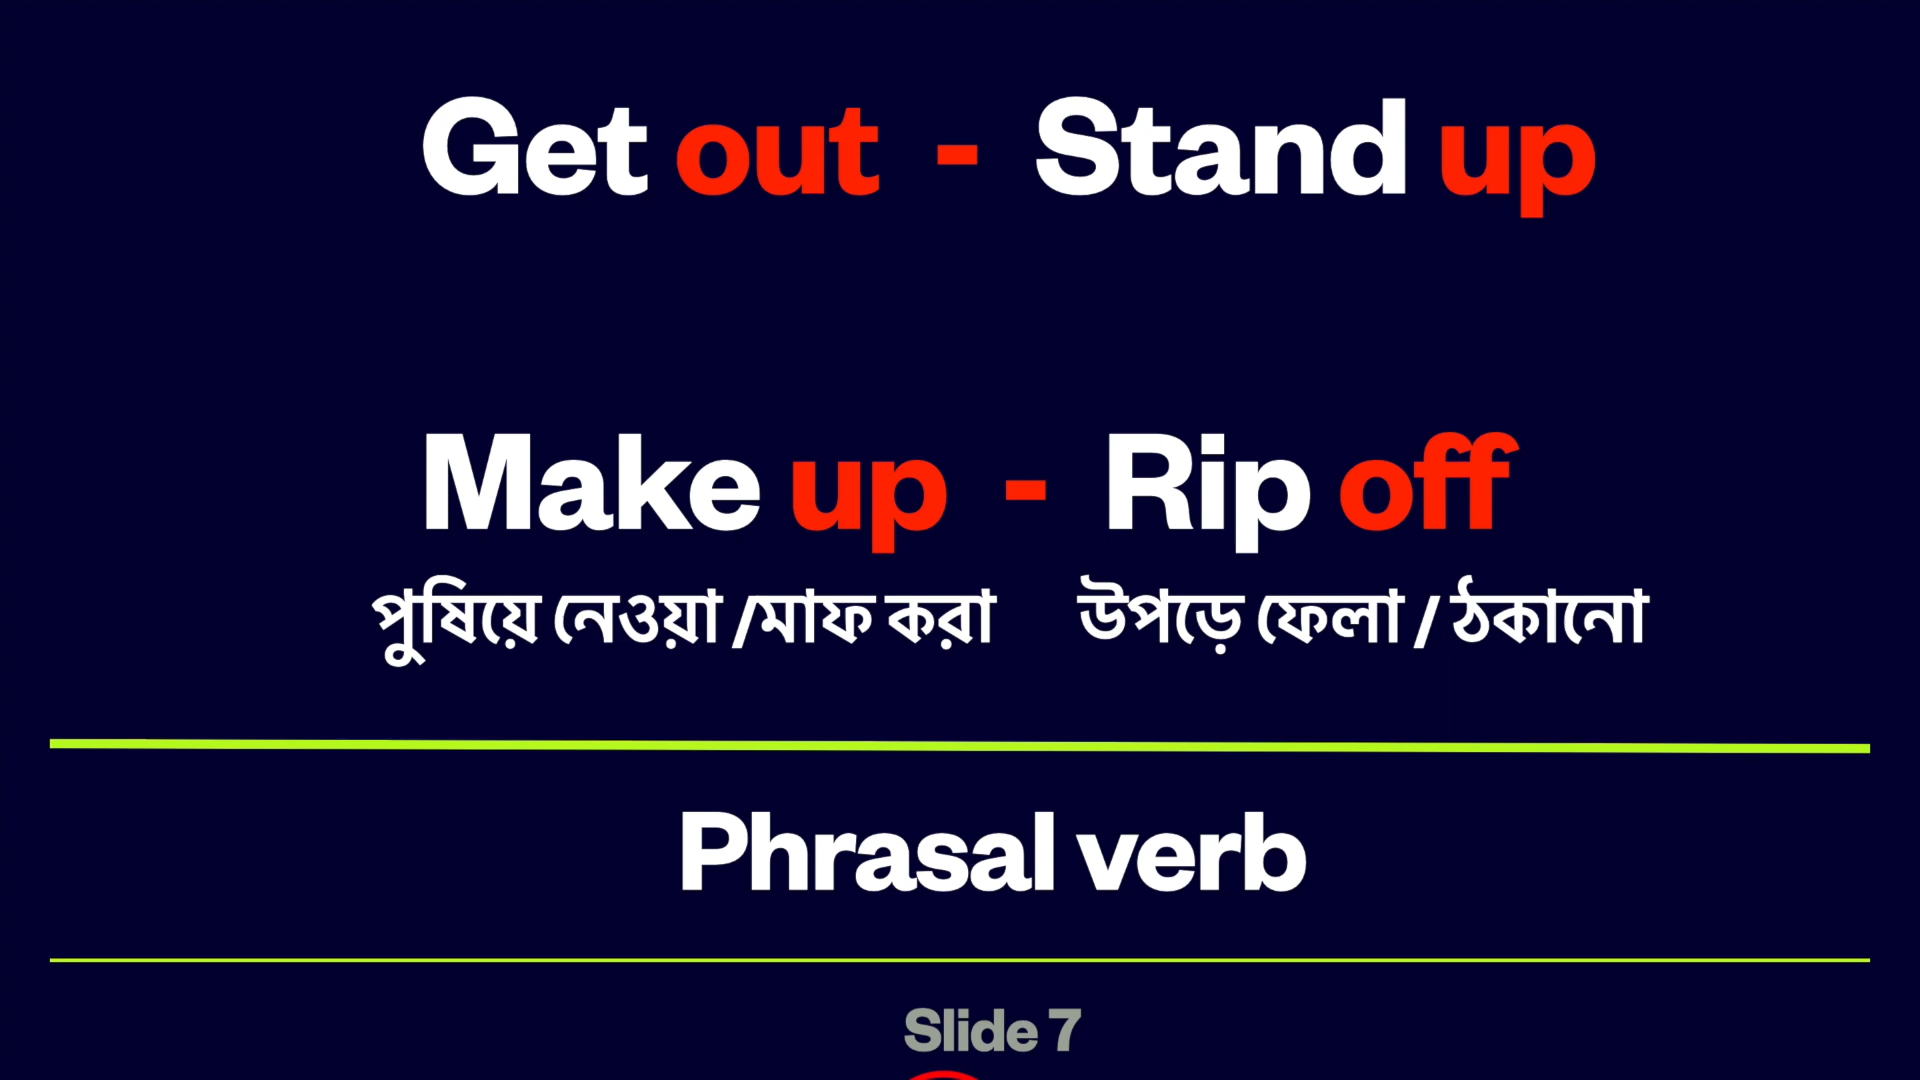 Get out - Stand up
Make up - Rip off
পুষিয়ে নেওয়া /মাফ করা উপড়ে ফেলা / ঠকানো
Phrasal verb
Slide 7